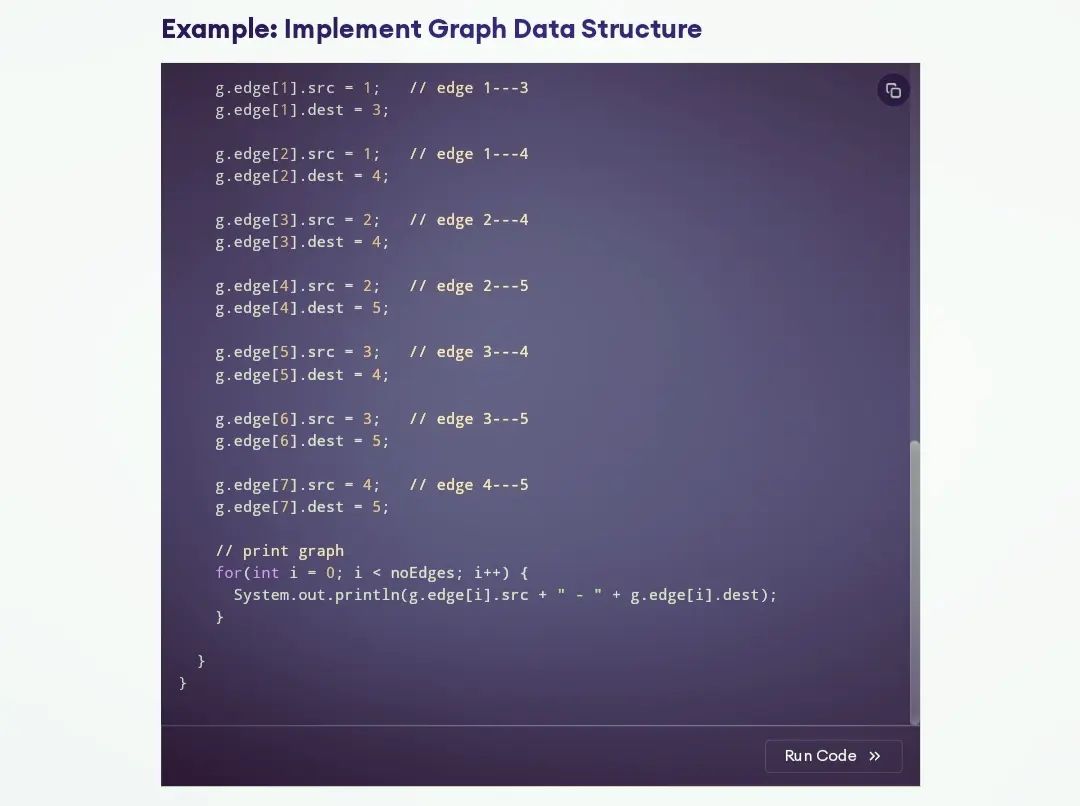 Example: Implement Graph Data Structure
g.edge[1].src = 1;   // edge 1---3
g.edge[1].dest = 3;
g.edge[2].src = 1;   // edge 1---4
g.edge[2].dest = 4;
g.edge[3].src = 2;   // edge 2---4
g.edge[3].dest = 4;
g.edge[4].src = 2;   // edge 2---5
g.edge[4].dest = 5;
g.edge[5].src = 3;   // edge 3---4
g.edge[5].dest = 4;
g.edge[6].src = 3;   // edge 3---5
g.edge[6].dest = 5;
g.edge[7].src = 4;   // edge 4---5
g.edge[7].dest = 5;
// print graph
for(int i = 0; i < noEdges; i++) {
System.out.println(g.edge[i].src + " - " + g.edge[i].dest);
}
}
}
Run Code »